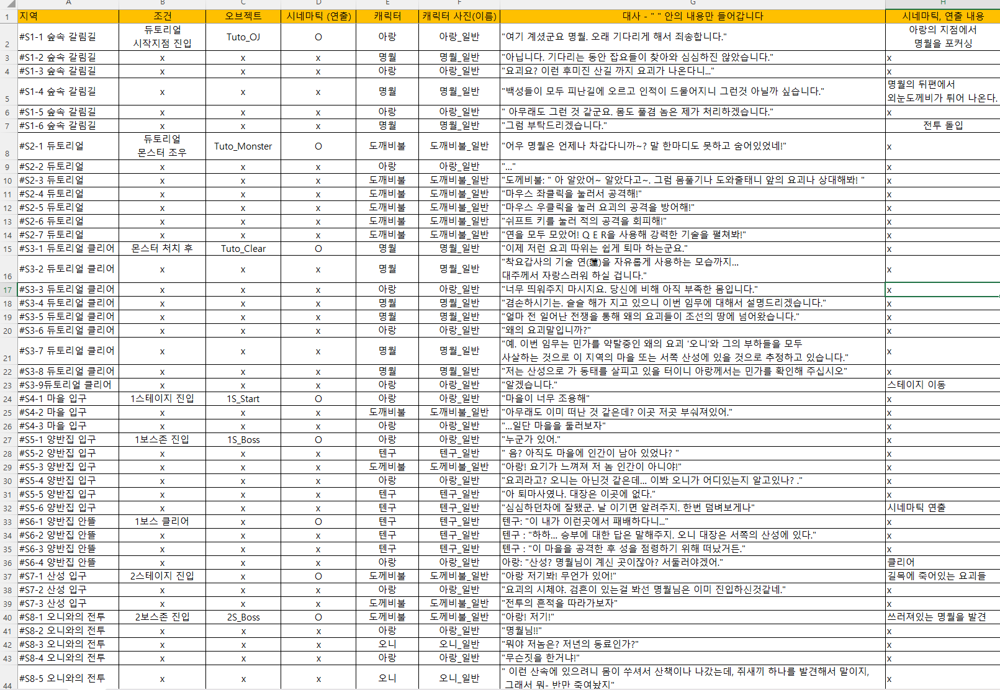 A B C D E F G H
1 지역 조건 오브젝트 시네마틱 (연출) 캐릭터 캐릭터 사진(이름) 대사 - " " 안의 내용만 들어갑니다 시네마틱, 연출 내용
듀토리얼 아랑의 지점에서
2 #S1-1 숲속 갈림길 시작지점 진입 Tuto_OJ O 아랑 아랑_일반 "여기 계셨군요 명월. 오래 기다리게 해서 죄송합니다." 명월을 포커싱
3 #S1-2 숲속 갈림길 x x x 명월 명월_일반 "아닙니다. 기다리는 동안 잡요들이 찾아와 심심하진 않았습니다." x
4 #S1-3 숲속 갈림길 x x x 아랑 아랑_일반 "요괴요? 이런 후미진 산길 까지 요괴가 나온다니..." x
명월의 뒤편에서
5 #S1-4 숲속 갈림길 x x x 명월 명월_일반 "백성들이 모두 피난길에 오르고 인적이 드물어지니 그런것 아닐까 싶습니다." 외눈도깨비가 튀어 나온다.
6 #S1-5 숲속 갈림길 x x x 아랑 아랑_일반 " 아무래도 그런 것 같군요. 몸도 풀겸 놈은 제가 처리하겠습니다." x
7 #S1-6 숲속 갈림길 x x x 명월 명월_일반 "그럼 부탁드리겠습니다." 전투 돌입
듀토리얼
8 #S2-1 듀토리얼 몬스터 조우 Tuto_Monster O 도깨비불 도깨비불_일반 "어우 명월은 언제나 차갑다니까~? 말 한마디도 못하고 숨어있었네!" x
9 #S2-2 듀토리얼 x x x 아랑 아랑_일반 "..." x
10 #S2-3 듀토리얼 x x x 도깨비불 도깨비불_일반 "도께비불: " 아 알았어~ 알았다고~. 그럼 몸풀기나 도와줄태니 앞의 요괴나 상대해봐! " x
11 #S2-4 듀토리얼 x x x 도깨비불 도깨비불_일반 "마우스 좌클릭을 눌러서 공격해!" x
12 #S2-5 듀토리얼 x x x 도깨비불 도깨비불_일반 "마우스 우클릭을 눌러 요괴의 공격을 방어해!" x
13 #S2-6 듀토리얼 x x x 도깨비불 도깨비불_일반 "쉬프트 키를 눌러 적의 공격을 회피해!" x
14 #S2-7 듀토리얼 x x x 도깨비불 도깨비불_일반 "연을 모두 모았어! Q E R을 사용해 강력한 기술을 펼쳐봐!" x
15 #S3-1 듀토리얼 클리어 몬스터 처치 후 Tuto_Clear O 명월 명월_일반 "이제 저런 요괴 따위는 쉽게 퇴마 하는군요." x
"착요갑사의 기술 연(蓮)을 자유롭게 사용하는 모습까지...
16 #S3-2 듀토리얼 클리어 x x x 명월 명월_일반 대주께서 자랑스러워 하실 겁니다." x
17 #S3-3 듀토리얼 클리어 x x x 아랑 아랑_일반 "너무 띄워주지 마시지요. 당신에 비해 아직 부족한 몸입니다." x
18 #S3-4 듀토리얼 클리어 x x x 명월 명월_일반 "겸손하시기는. 슬슬 해가 지고 있으니 이번 임무에 대해서 설명드리겠습니다." x
19 #S3-5 듀토리얼 클리어 x x x 명월 명월_일반 "얼마 전 일어난 전쟁을 통해 왜의 요괴들이 조선의 땅에 넘어왔습니다." x
20 #S3-6 듀토리얼 클리어 x x x 아랑 아랑_일반 "왜의 요괴말입니까?" x
"예. 이번 임무는 민가를 약탈중인 왜의 요괴 '오니'와 그의 부하들을 모두
21 #S3-7 듀토리얼 클리어 x x x 명월 명월_일반 사살하는 것으로 이 지역의 마을 또는 서쪽 산성에 있을 것으로 추정하고 있습니다." x
22 #S3-8 듀토리얼 클리어 x x x 명월 명월_일반 "저는 산성으로 가 동태를 살피고 있을 터이니 아랑께서는 민가를 확인해 주십시오" x
23 #S3-9듀토리얼 클리어 x x x 아랑 아랑_일반 "알겠습니다." 스테이지 이동
24 #S4-1 마을 입구 1스테이지 진입 1S_Start O 아랑 아랑_일반 "마을이 너무 조용해" x
25 #S4-2 마을 입구 x x x 도깨비불 도깨비불_일반 "아무래도 이미 떠난 것 같은데? 이곳 저곳 부숴져있어." x
26 #S4-3 마을 입구 x x x 아랑 아랑_일반 "...일단 마을을 둘러보자" x
27 #S5-1 양반집 입구 1보스존 진입 1S_Boss O 아랑 아랑_일반 "누군가 있어." x
28 #S5-2 양반집 입구 x x x 텐구 텐구_일반 " 음? 아직도 마을에 인간이 남아 있었나? " x
29 #S5-3 양반집 입구 x x x 도께비불 도께비불_일반 "아랑! 요기가 느껴져 저 놈 인간이 아니야!" x
30 #S5-4 양반집 입구 x x x 아랑 아랑_일반 "요괴라고? 오니는 아닌것 같은데... 이봐 오니가 어디있는지 알고있나? ." x
31 #S5-5 양반집 입구 x x x 텐구 텐구_일반 "아 퇴마사였나. 대장은 이곳에 없다." x
32 #S5-6 양반집 입구 x x x 텐구 텐구_일반 "심심하던차에 잘됐군. 날 이기면 알려주지. 한번 덤벼보게나" 시네마틱 연출
33 #S6-1 양반집 안뜰 1보스 클리어 x O 텐구 텐구_일반 텐구: "이 내가 이런곳에서 패배하다니..." x
34 #S6-2 양반집 안뜰 x x x 텐구 텐구_일반 텐구 : "하하... 승부에 대한 답은 말해주지. 오니 대장은 서쪽의 산성에 있다." x
35 #S6-3 양반집 안뜰 x x x 텐구 텐구_일반 텐구 : "이 마을을 공격한 후 성을 점령하기 위해 떠났거든." x
36 #S6-4 양반집 안뜰 x x x 아랑 아랑_일반 아랑: "산성? 명월님이 계신 곳이잖아? 서둘러야겠어." 클리어
37 #S7-1 산성 입구 2스테이지 진입 x O 도께비불 도께비불_일반 "아랑 저기봐! 무언가 있어!" 길목에 죽어있는 요괴들
38 #S7-2 산성 입구 x x x 아랑 아랑_일반 "요괴의 시체야. 검흔이 있는걸 봐선 명월님은 이미 진입하신것같네." x
39 #S7-3 산성 입구 x x x 도께비불 도께비불_일반 "전투의 흔적을 따라가보자" x
40 #S8-1 오니와의 전투 2보스존 진입 2S_Boss O 도께비불 도께비불_일반 "아랑! 저기!" 쓰러져있는 명월을 발견
41 #S8-2 오니와의 전투 x x x 아랑 아랑_일반 "명월님!!" x
42 #S8-3 오니와의 전투 x x x 오니 오니_일반 "뭐야 저놈은? 저년의 동료인가?" x
43 #S8-4 오니와의 전투 x x x 아랑 아랑_일반 "무슨짓을 한거냐!" x
" 이런 산속에 있으려니 몸이 쑤셔서 산책이나 나갔는데, 쥐새끼 하나를 발견해서 말이지,
44 #S8-5 오니와의 전투 x x x 오니 오니_일반 그래서 뭐- 반만 죽여놨지" x